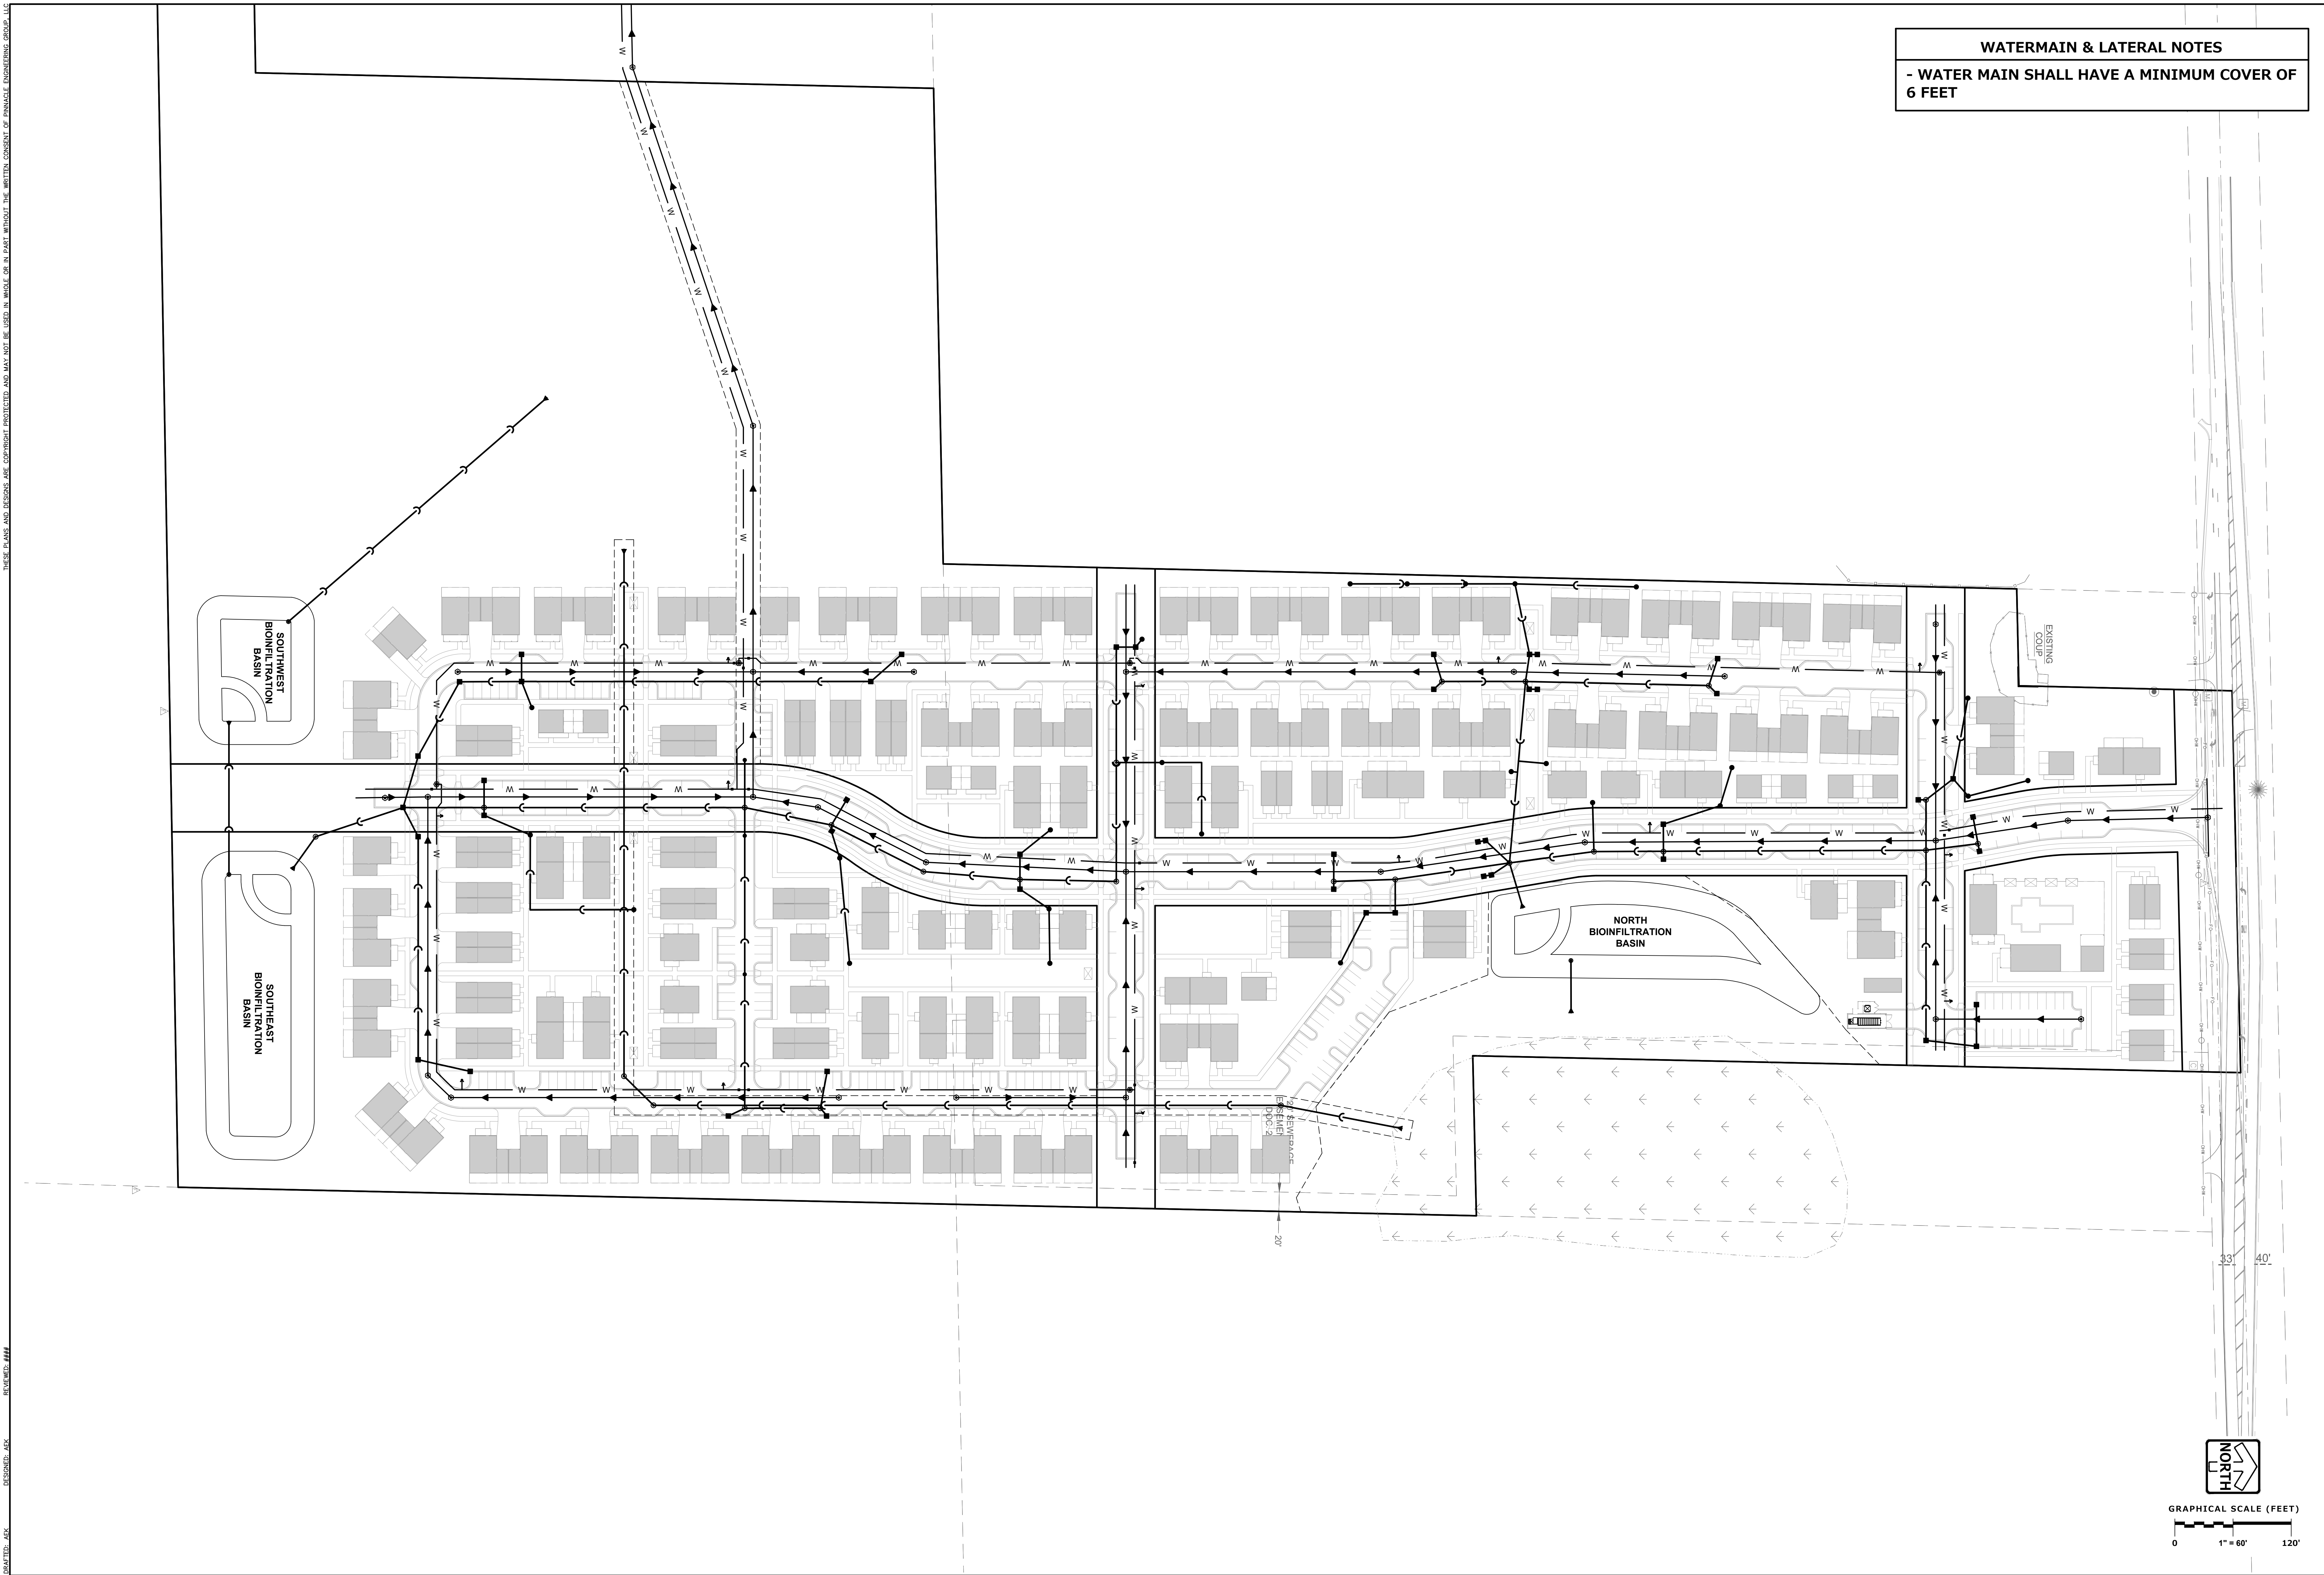 WATERMAIN & LATERAL NOTES
- WATER MAIN SHALL HAVE A MINIMUM COVER OF
6 FEET
THESE PLANS AND DESIGNS ARE COPYRIGHT PROTECTED AND MAY NOT BE USED IN WHOLE OR IN PART WITHOUT THE WRITTEN CONSENT OF PINNACLE ENGINEERING GROUP, LLC
REVIEWED: ####
DESIGNED: AEK
DRAFTED: AEK
SOUTHWEST
BIOINFILTRATION
BASIN
SOUTHEAST
BIOINFILTRATION
BASIN
NORTH
BIOINFILTRATION
BASIN
EXISTING
COUP
SEWERAGE
DOC. 2
20'
33'
40'
NORTH
GRAPHICAL SCALE (FEET)
0
1" = 60'
120'